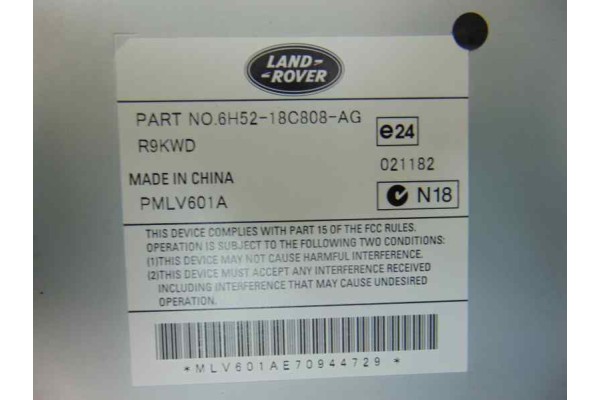 LAND
ROVER
PART NO.6H52-18C808-AG
R9KWD
e24
021182
MADE IN CHINA
PMLV601A
N18
THIS DEVICE COMPLIES WITH PART 15 OF THE FCC RULES.
OPERATION IS SUBJECT TO THE FOLLOWING TWO CONDITIONS:
(1)THIS DEVICE MAY NOT CAUSE HARMFUL INTERFERENCE.
(2)THIS DEVICE MUST ACCEPT ANY INTERFERENCE RECEIVED
INCLUDING INTERFERENCE THAT MAY CAUSE UNDESIRED
OPERATION.
*MLV601AE70944729*